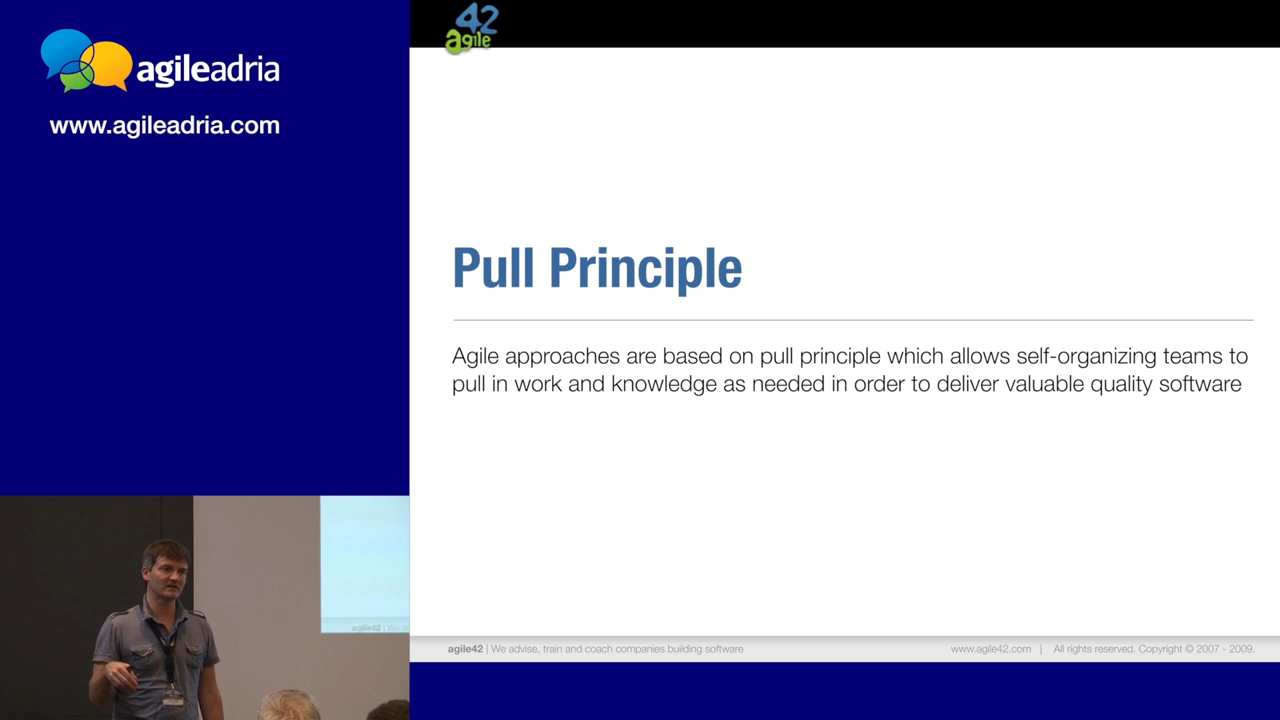 agileadria
www.agileadria.com
42
agile
Pull Principle
Agile approaches are based on pull principle which allows self-organizing teams to
pull in work and knowledge as needed in order to deliver valuable quality software
agile42 | We advise, train and coach companies building software
www.agile42.com | All rights reserved. Copyright © 2007 - 2009.
agile42 | We